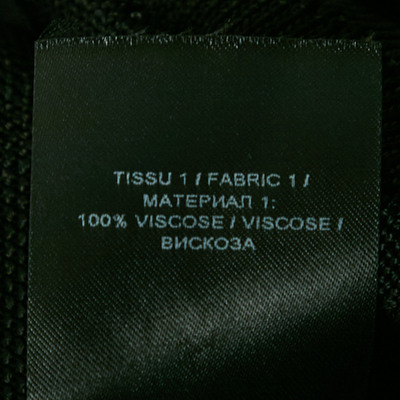 TISSU 1 / FABRIC 1 /
МАТЕРИАЛ 1:
100% VISCOSE / VISCOSE /
ВИСКОЗА